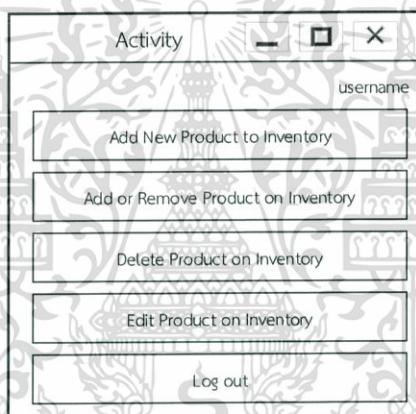 Activity
username
Add New Product to Inventory
Add or Remove Product on Inventory
Delete Product on Inventory
Edit Product on Inventory
Log out